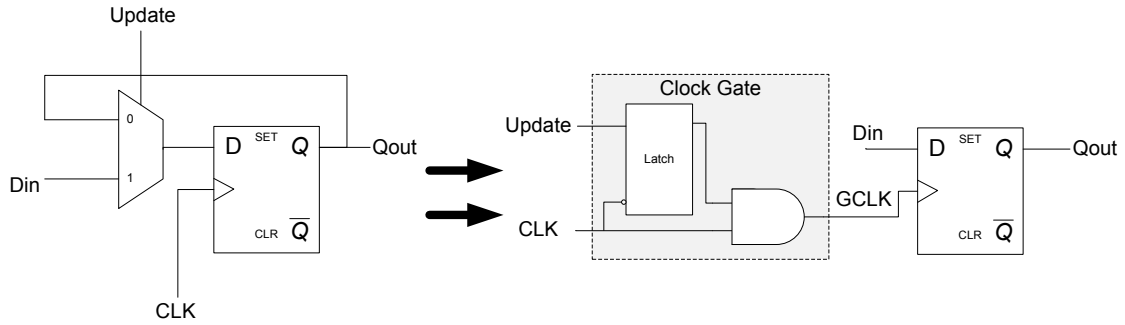 Update
0
1
Din
D
SET
Q
CLR
Q
Qout
CLK
Clock Gate
Update
Latch
CLK
GCLK
Din
D
SET
Q
CLR
Q
Qout